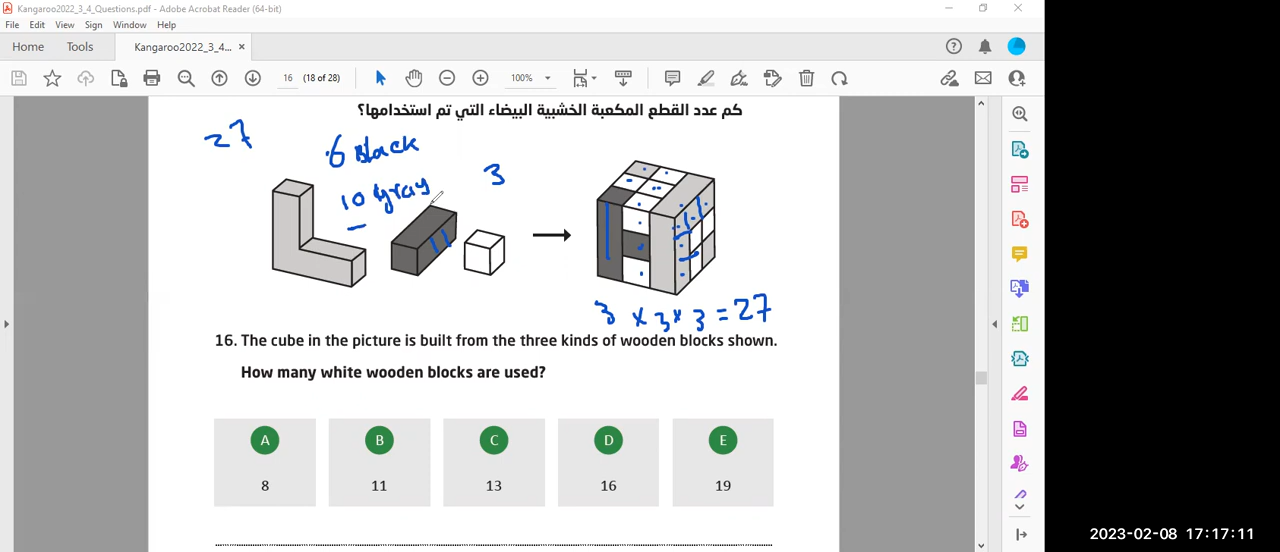 Kangaroo2022_3_4_Questions.pdf - Adobe Acrobat Reader (64-bit)
File Edit View Sign Window Help
Home Tools Kangaroo2022_3_4... ×
16 (18 of 28) 100%
كم عدد القطع المكعبة الخشبية البيضاء التي تم استخدامها؟
27
6 Black
10 gray
3
3 × 3 × 3 = 27
16. The cube in the picture is built from the three kinds of wooden blocks shown.
How many white wooden blocks are used?
A B C D E
8 11 13 16 19
2023-02-08 17:17:11